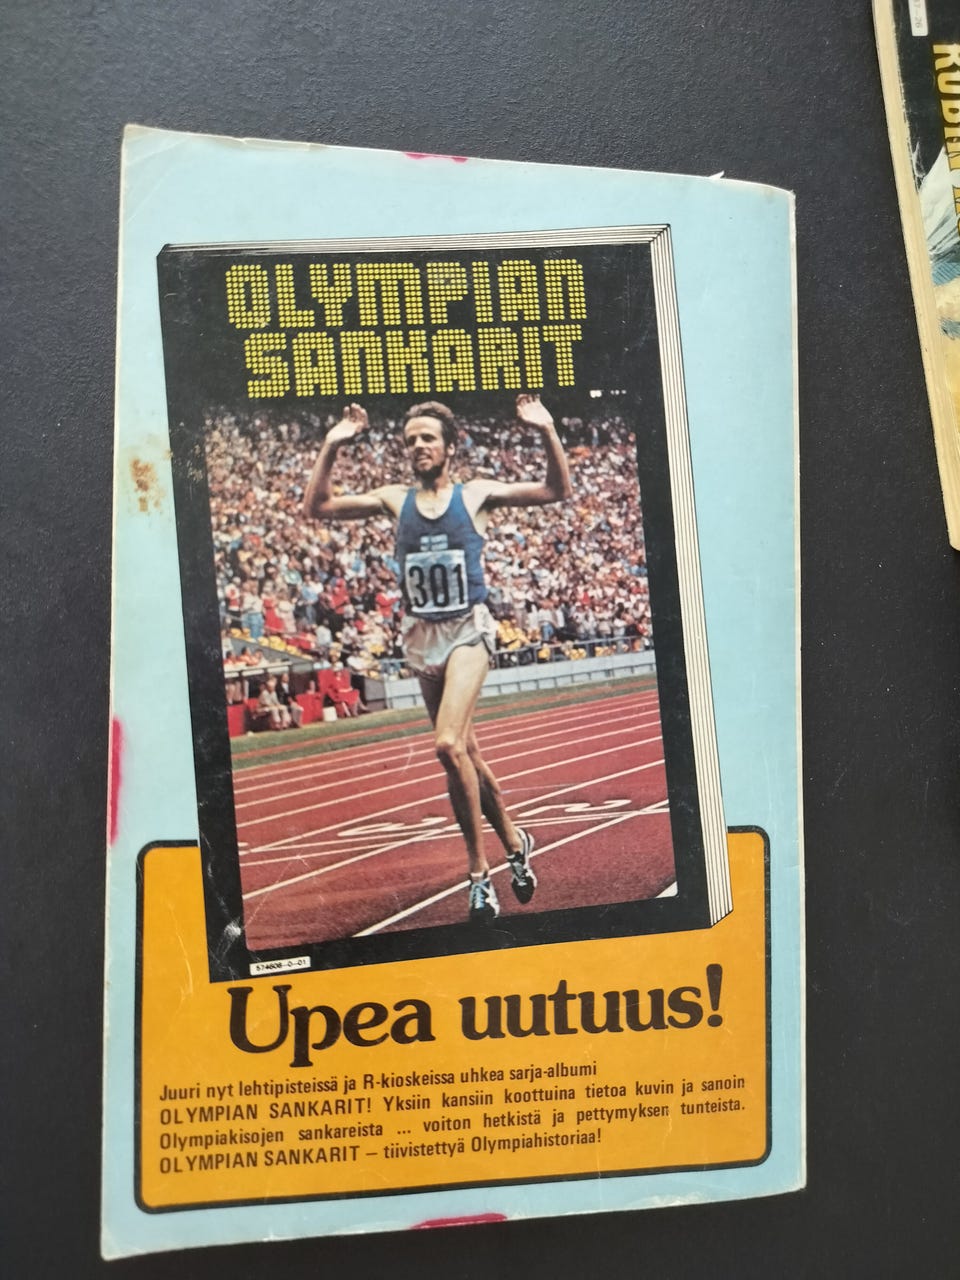 OLYMPIAN
SANKARIT
301
574608-0-01
Upea uutuus!
Juuri nyt lehtipisteissä ja R-kioskeissa uhkea sarja-albumi
OLYMPIAN SANKARIT! Yksiin kansiin koottuina tietoa kuvin ja sanoin
Olympiakisojen sankareista ... voiton hetkistä ja pettymyksen tunteista.
OLYMPIAN SANKARIT – tiivistettyä Olympiahistoriaa!